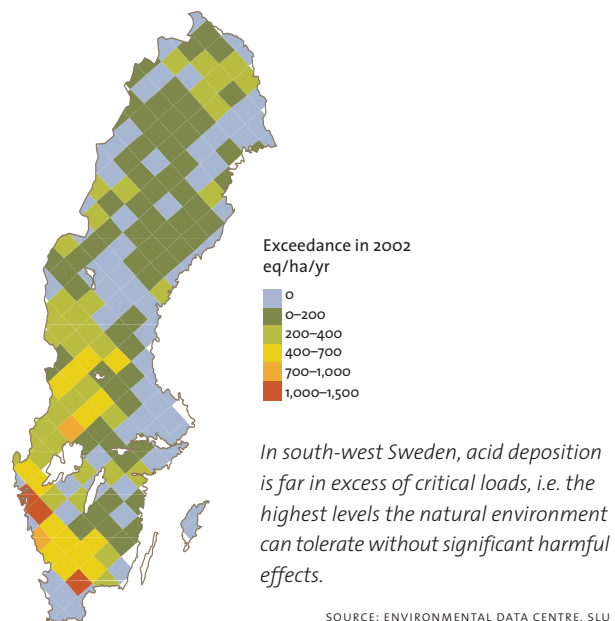 Exceedance in 2002
eq/ha/yr
0
0–200
200–400
400–700
700–1,000
1,000–1,500
In south-west Sweden, acid deposition
is far in excess of critical loads, i.e. the
highest levels the natural environment
can tolerate without significant harmful
effects.
SOURCE: ENVIRONMENTAL DATA CENTRE, SLU